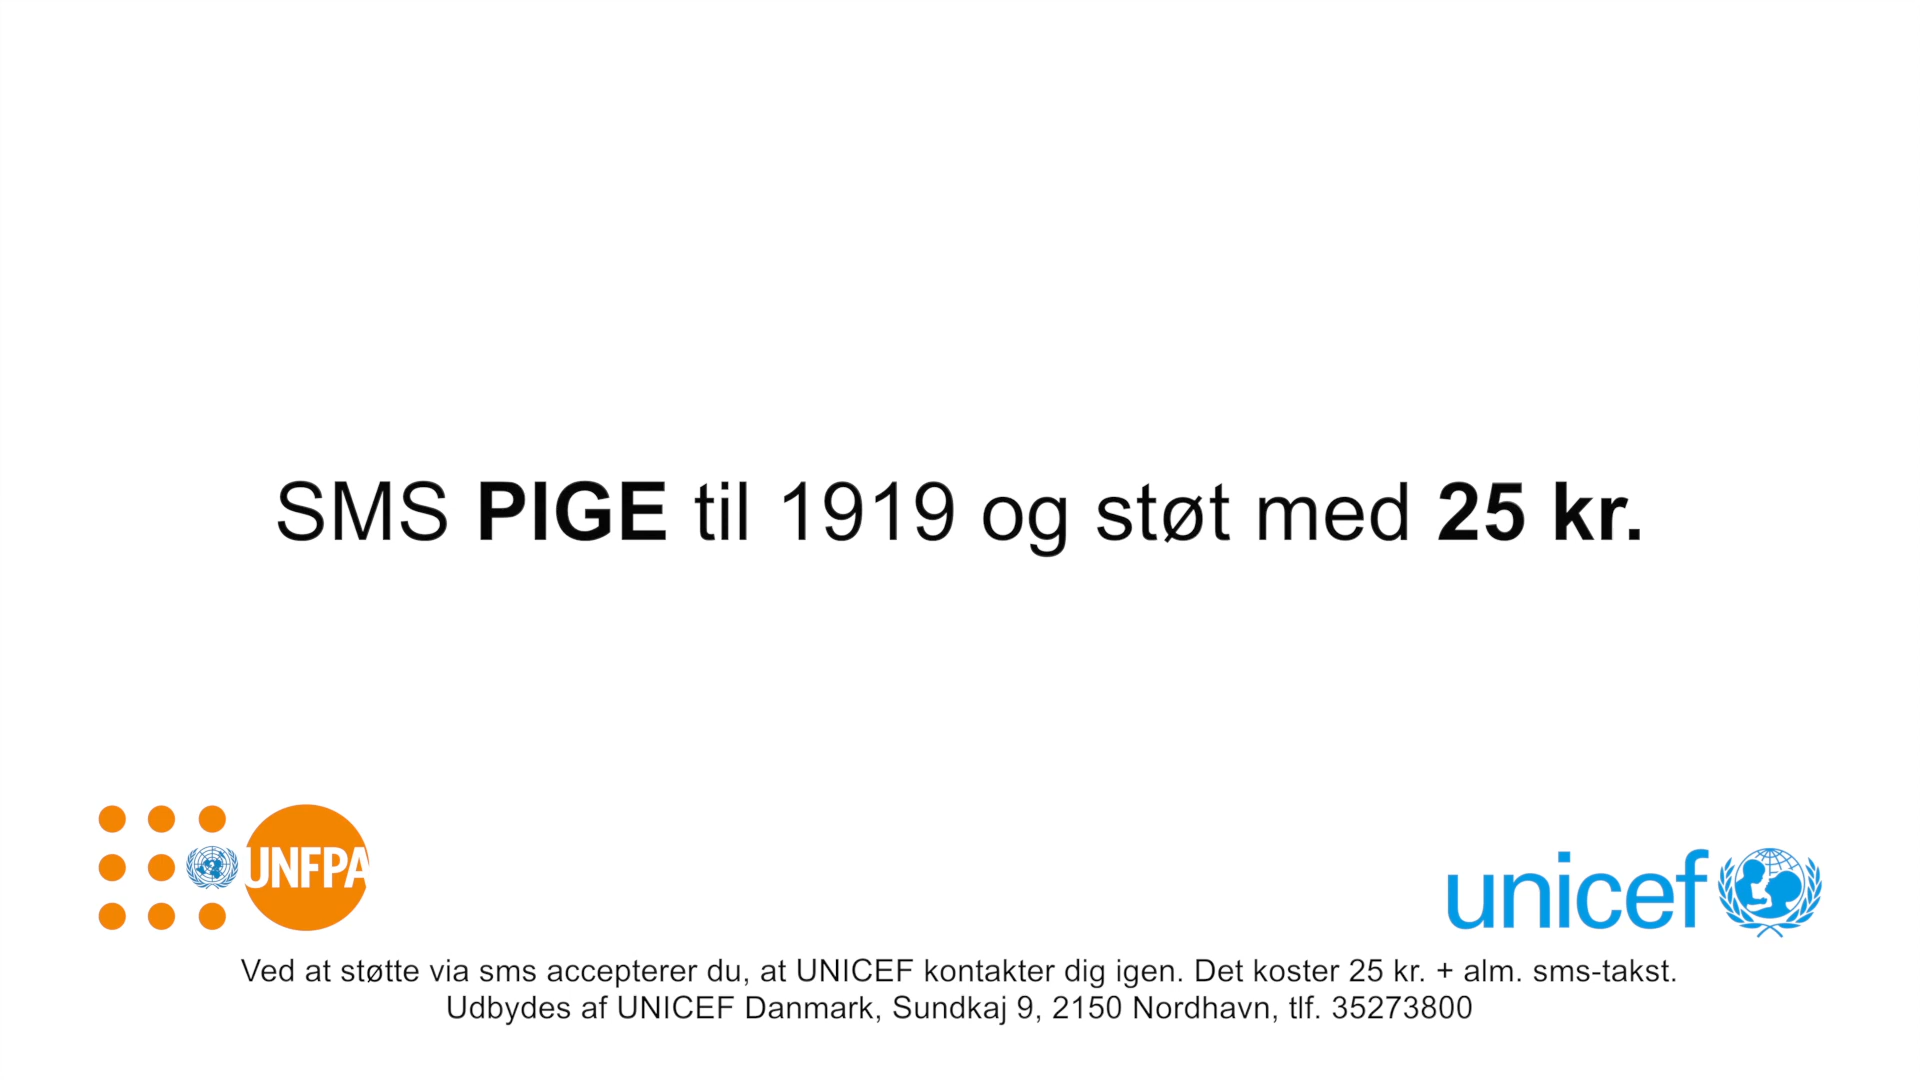 SMS PIGE til 1919 og støt med 25 kr.
UNFPA
unicef
Ved at støtte via sms accepterer du, at UNICEF kontakter dig igen. Det koster 25 kr. + alm. sms-takst.
Udbydes af UNICEF Danmark, Sundkaj 9, 2150 Nordhavn, tlf. 35273800